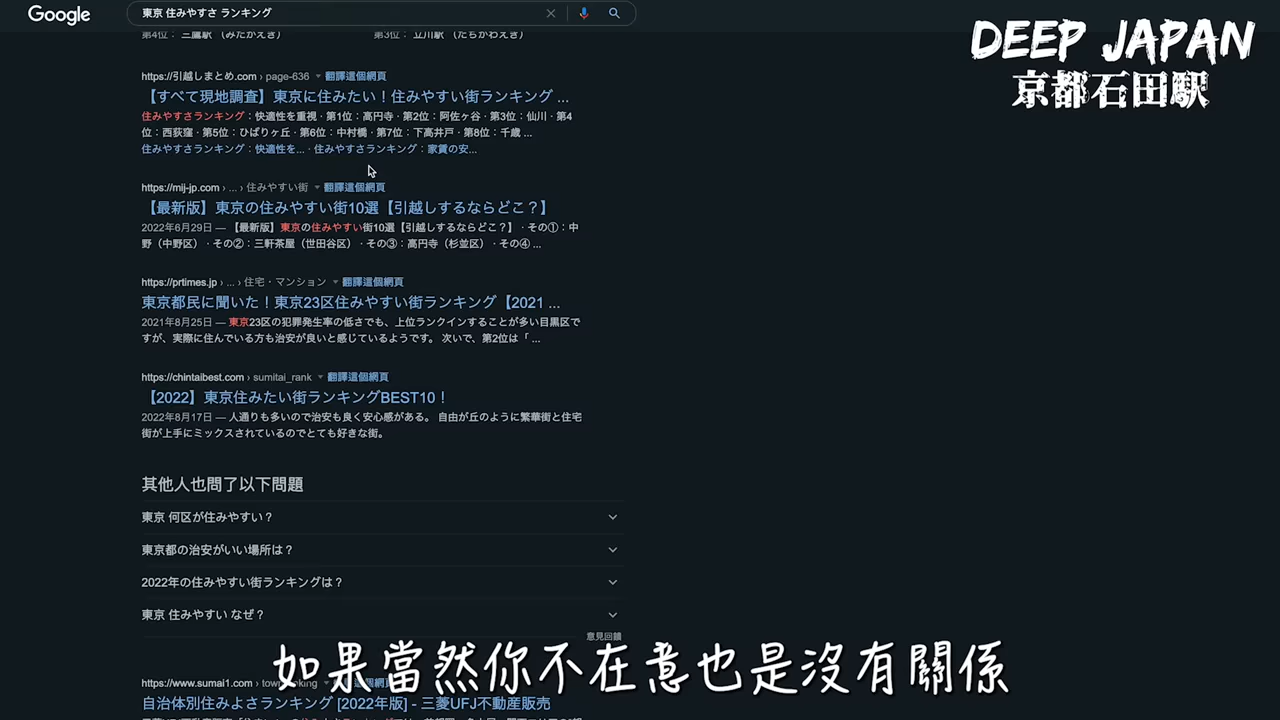 Google
東京 住みやすさ ランキング
DEEP JAPAN
京都石田駅
第4位： 三鷹駅 （みたかえき）
第3位： 立川駅 （たちかわえき）
https://引越しまとめ.com › page-636 翻譯這個網頁
【すべて現地調査】東京に住みたい！住みやすい街ランキング ...
住みやすさランキング：快適性を重視 · 第1位：高円寺 · 第2位：阿佐ヶ谷 · 第3位：仙川 · 第4
位：西荻窪 · 第5位：ひばりヶ丘 · 第6位：中村橋 · 第7位：下高井戸 · 第8位：千歳 ...
住みやすさランキング：快適性を... · 住みやすさランキング：家賃の安...
https://mij-jp.com › ... › 住みやすい街 翻譯這個網頁
【最新版】東京の住みやすい街10選【引越しするならどこ？】
2022年6月29日 — 【最新版】東京の住みやすい街10選【引越しするならどこ？】 · その①：中
野（中野区） · その②：三軒茶屋（世田谷区） · その③：高円寺（杉並区） · その④ ...
https://prtimes.jp › ... › 住宅・マンション 翻譯這個網頁
東京都民に聞いた！東京23区住みやすい街ランキング【2021 ...
2021年8月25日 — 東京23区の犯罪発生率の低さでも、上位ランクインすることが多い目黒区で
すが、実際に住んでいる方も治安が良いと感じているようです。 次いで、第2位は「 ...
https://chintaibest.com › sumitai_rank 翻譯這個網頁
【2022】東京住みたい街ランキングBEST10！
2022年8月17日 — 人通りも多いので治安も良く安心感がある。 自由が丘のように繁華街と住宅
街が上手にミックスされているのでとても好きな街。
其他人也問了以下問題
東京 何区が住みやすい？
東京都の治安がいい場所は？
2022年の住みやすい街ランキングは？
東京 住みやすい なぜ？
意見回饋
如果當然你不在意也是沒有關係
https://www.sumai1.com
自治体別住みよさランキング [2022年版] - 三菱UFJ不動産販売